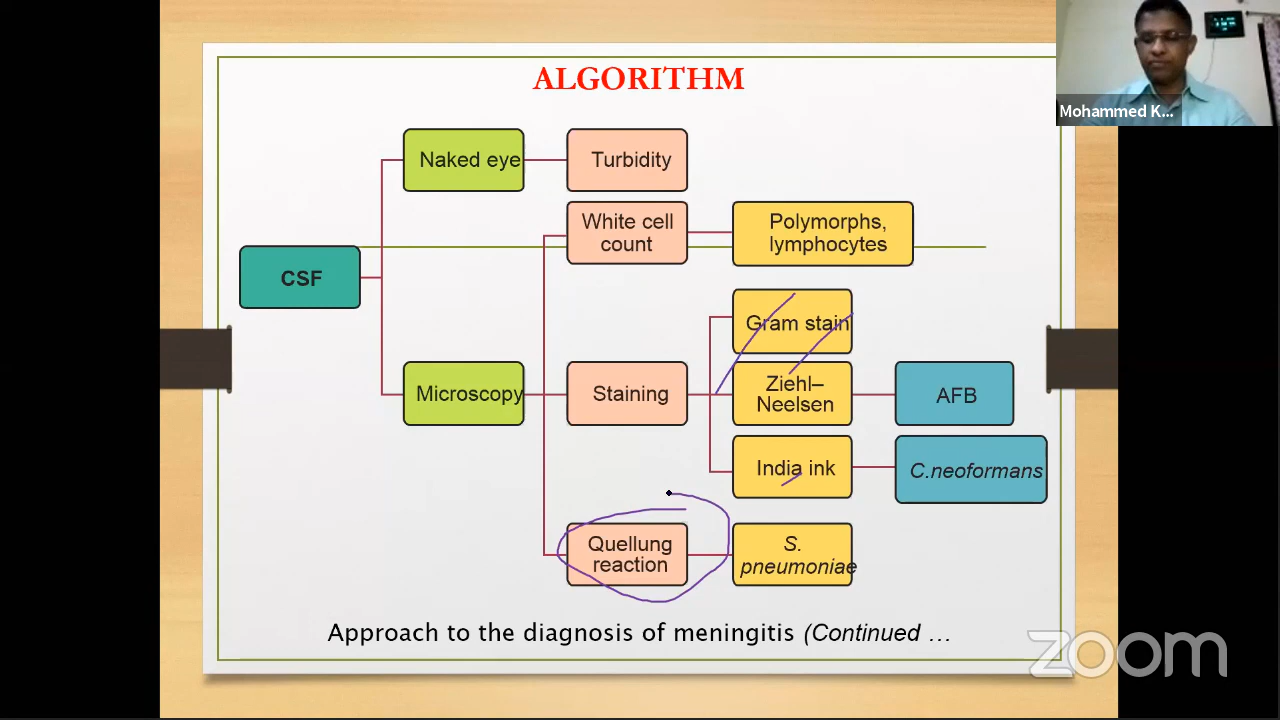 ALGORITHM
Mohammed K...
Naked eye
Turbidity
White cell
count
Polymorphs,
lymphocytes
CSF
Gram stain
Microscopy
Staining
Ziehl–
Neelsen
AFB
India ink
C.neoformans
Quellung
reaction
S.
pneumoniae
Approach to the diagnosis of meningitis (Continued …
zoom